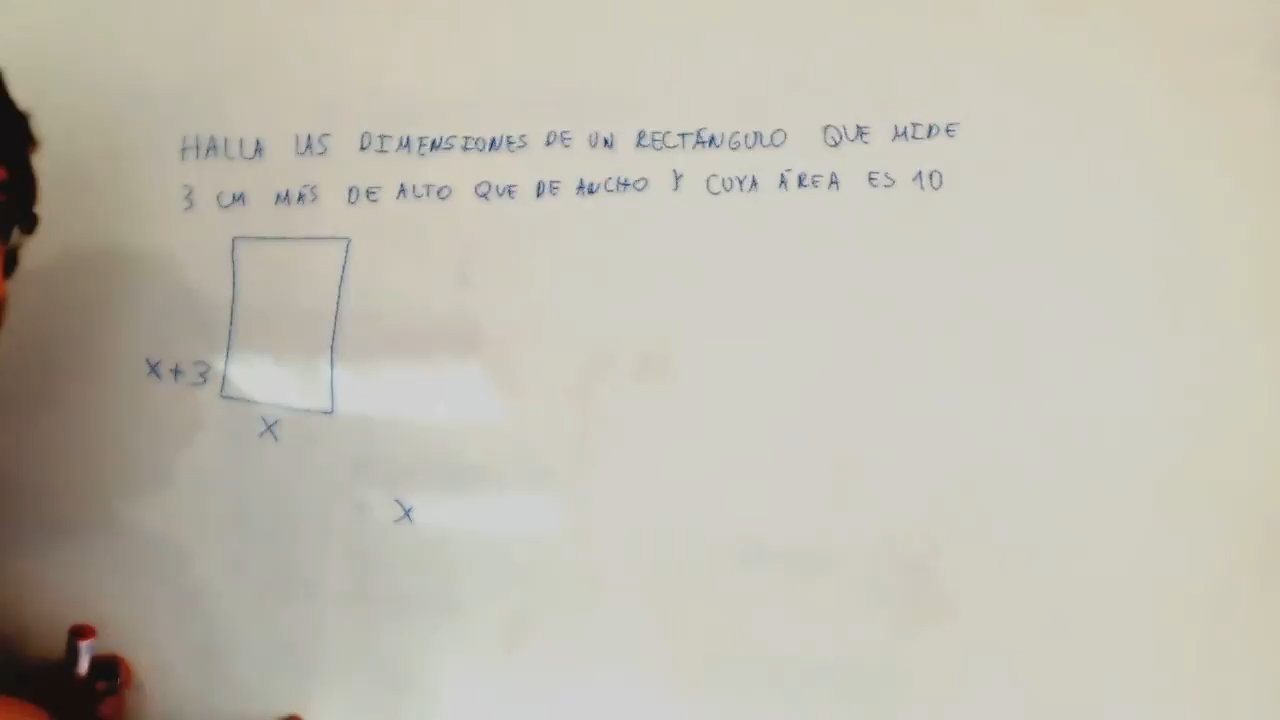 HALLA LAS DIMENSIONES DE UN RECTÁNGULO QUE MIDE
3 CM MÁS DE ALTO QUE DE ANCHO Y CUYA ÁREA ES 10
x+3
x
x